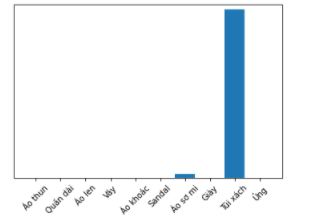 Áo thun
Quần dài
Áo len
Váy
Áo khoác
Sandal
Áo sơ mi
Giày
Túi xách
Ủng